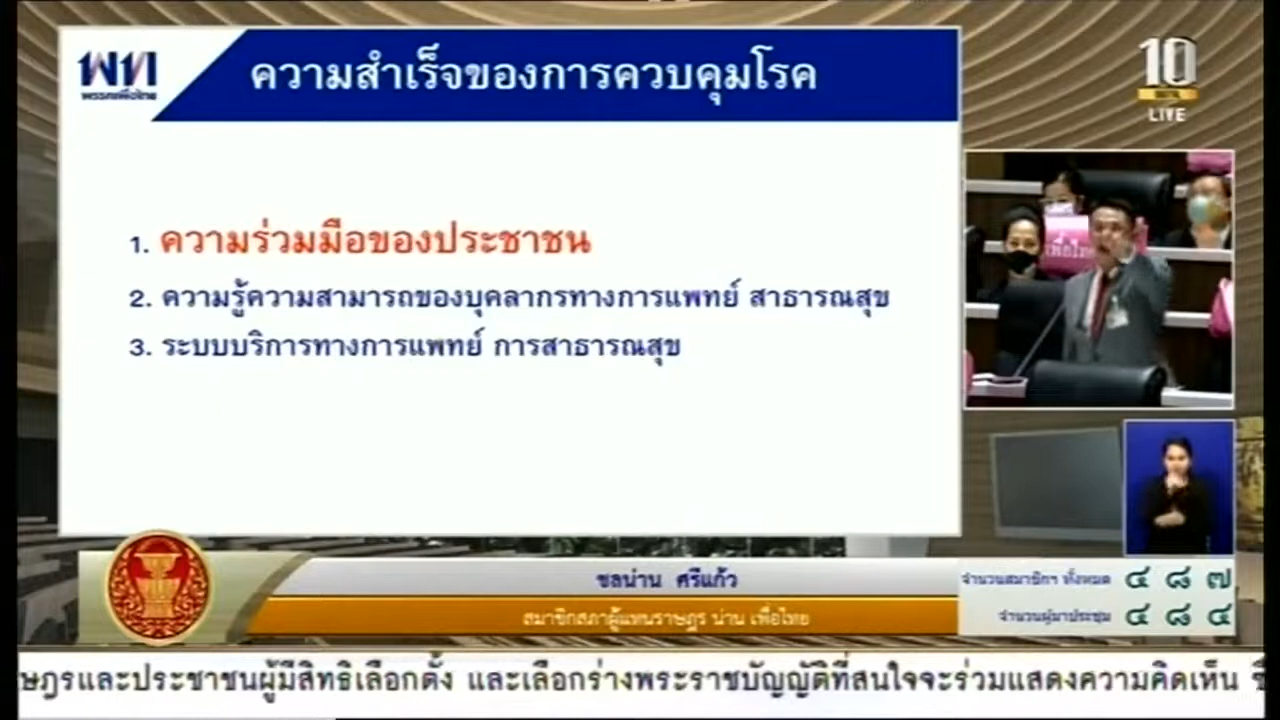 พท
พรรคเพื่อไทย
ความสำเร็จของการควบคุมโรค
10
LIVE
1. ความร่วมมือของประชาชน
2. ความรู้ความสามารถของบุคลากรทางการแพทย์ สาธารณสุข
3. ระบบบริการทางการแพทย์ การสาธารณสุข
ชลน่าน ศรีแก้ว
สมาชิกสภาผู้แทนราษฎร น่าน เพื่อไทย
จำนวนสมาชิกฯ ทั้งหมด ๔ ๘ ๗
จำนวนผู้มาประชุม ๔ ๘ ๔
ษฎรและประชาชนผู้มีสิทธิเลือกตั้ง และเลือกร่างพระราชบัญญัติที่สนใจจะร่วมแสดงความคิดเห็น ซึ